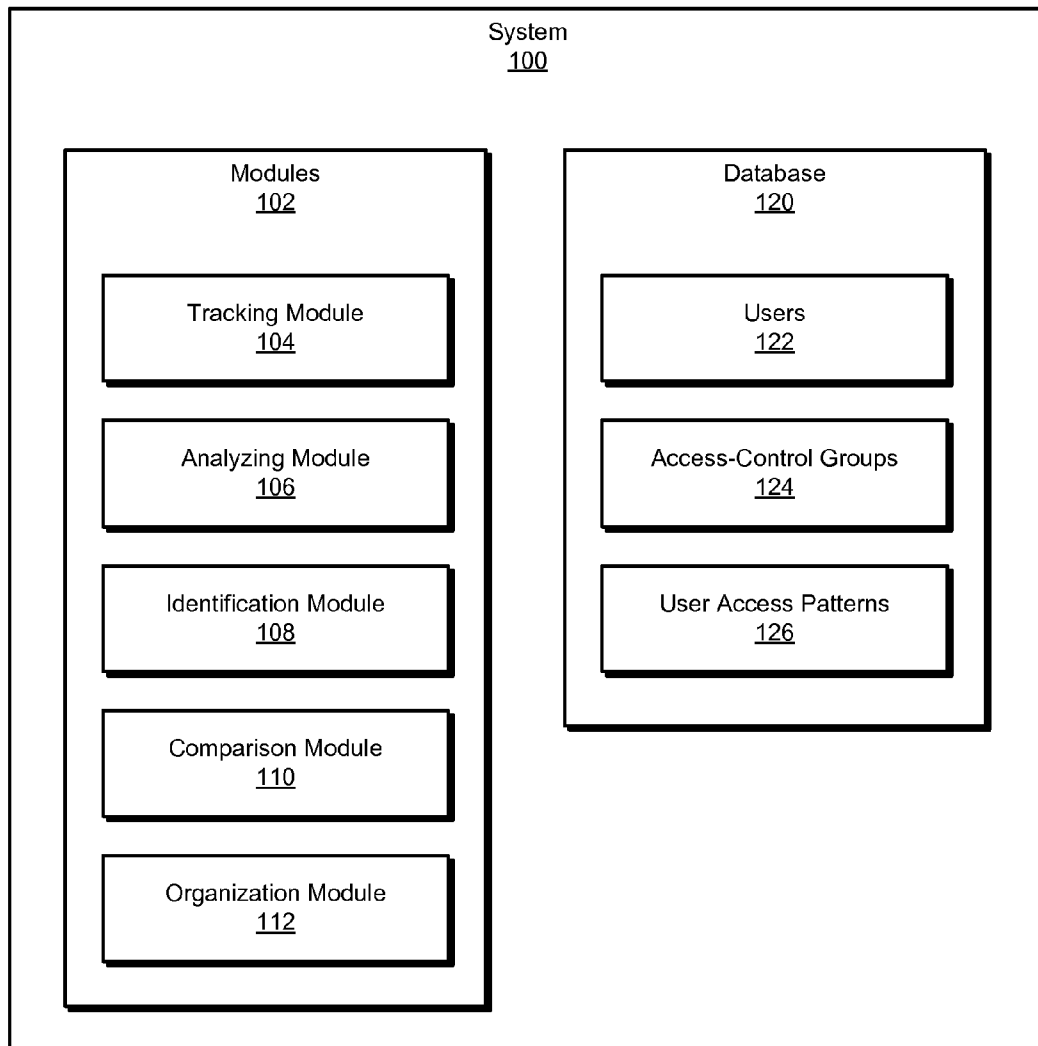 System
100
Modules
102
Tracking Module
104
Analyzing Module
106
Identification Module
108
Comparison Module
110
Organization Module
112
Database
120
Users
122
Access-Control Groups
124
User Access Patterns
126